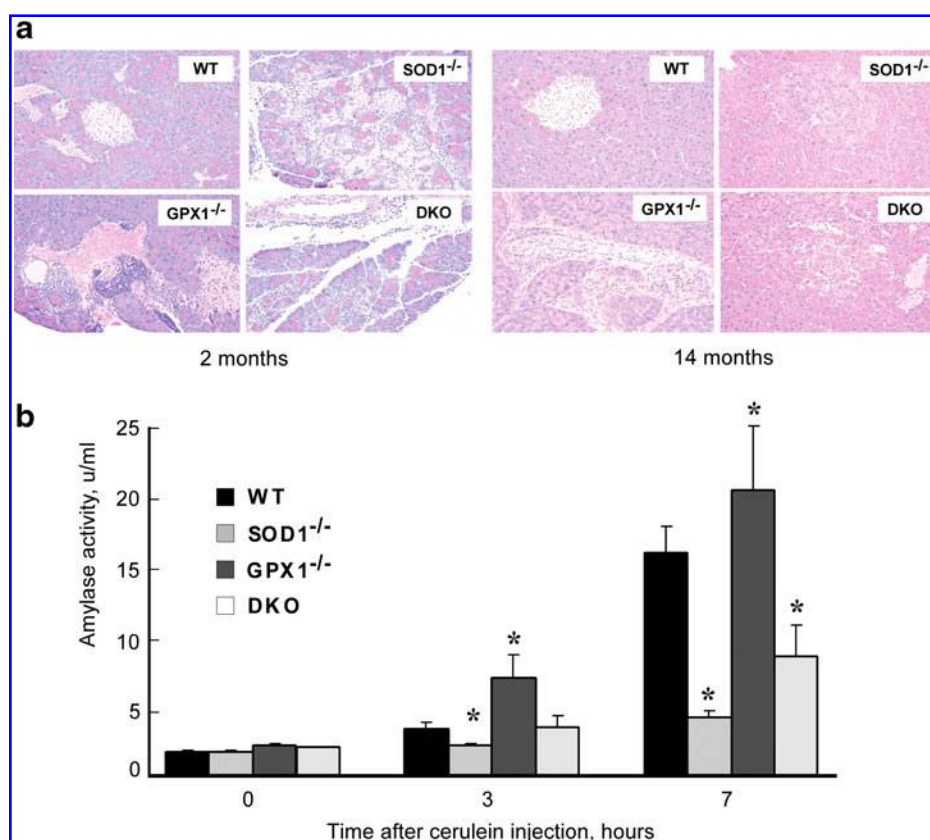 a
WT SOD1-/- WT SOD1-/-
GPX1-/- DKO GPX1-/- DKO
2 months 14 months
b
Amylase activity, u/ml
25
20
15
10
5
0
WT
SOD1-/-
GPX1-/-
DKO
* * * * *
0 3 7
Time after cerulein injection, hours